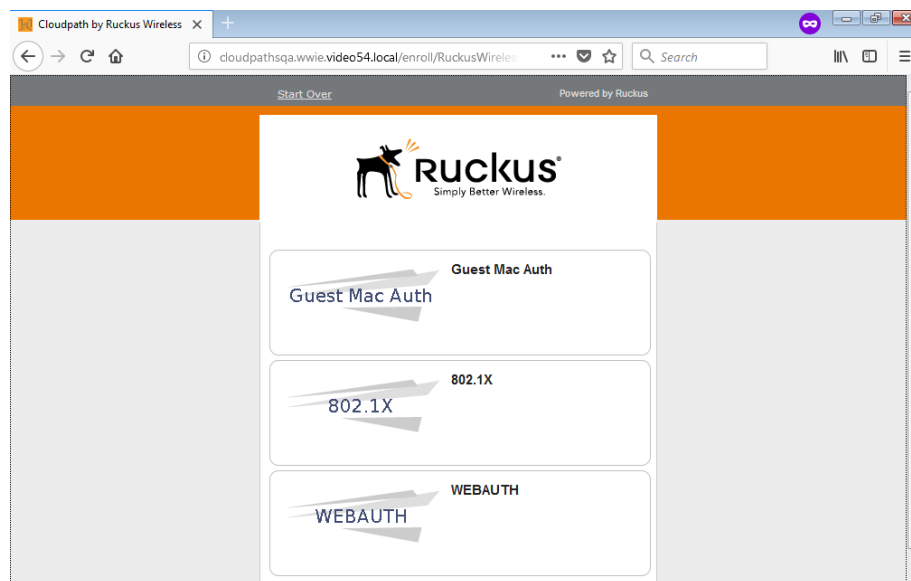 Cloudpath by Ruckus Wireless
cloudpathsqa.wwie.video54.local/enroll/RuckusWireles
Search
Start Over
Powered by Ruckus
RUCKUS
Simply Better Wireless.
Guest Mac Auth
Guest Mac Auth
802.1X
802.1X
WEBAUTH
WEBAUTH